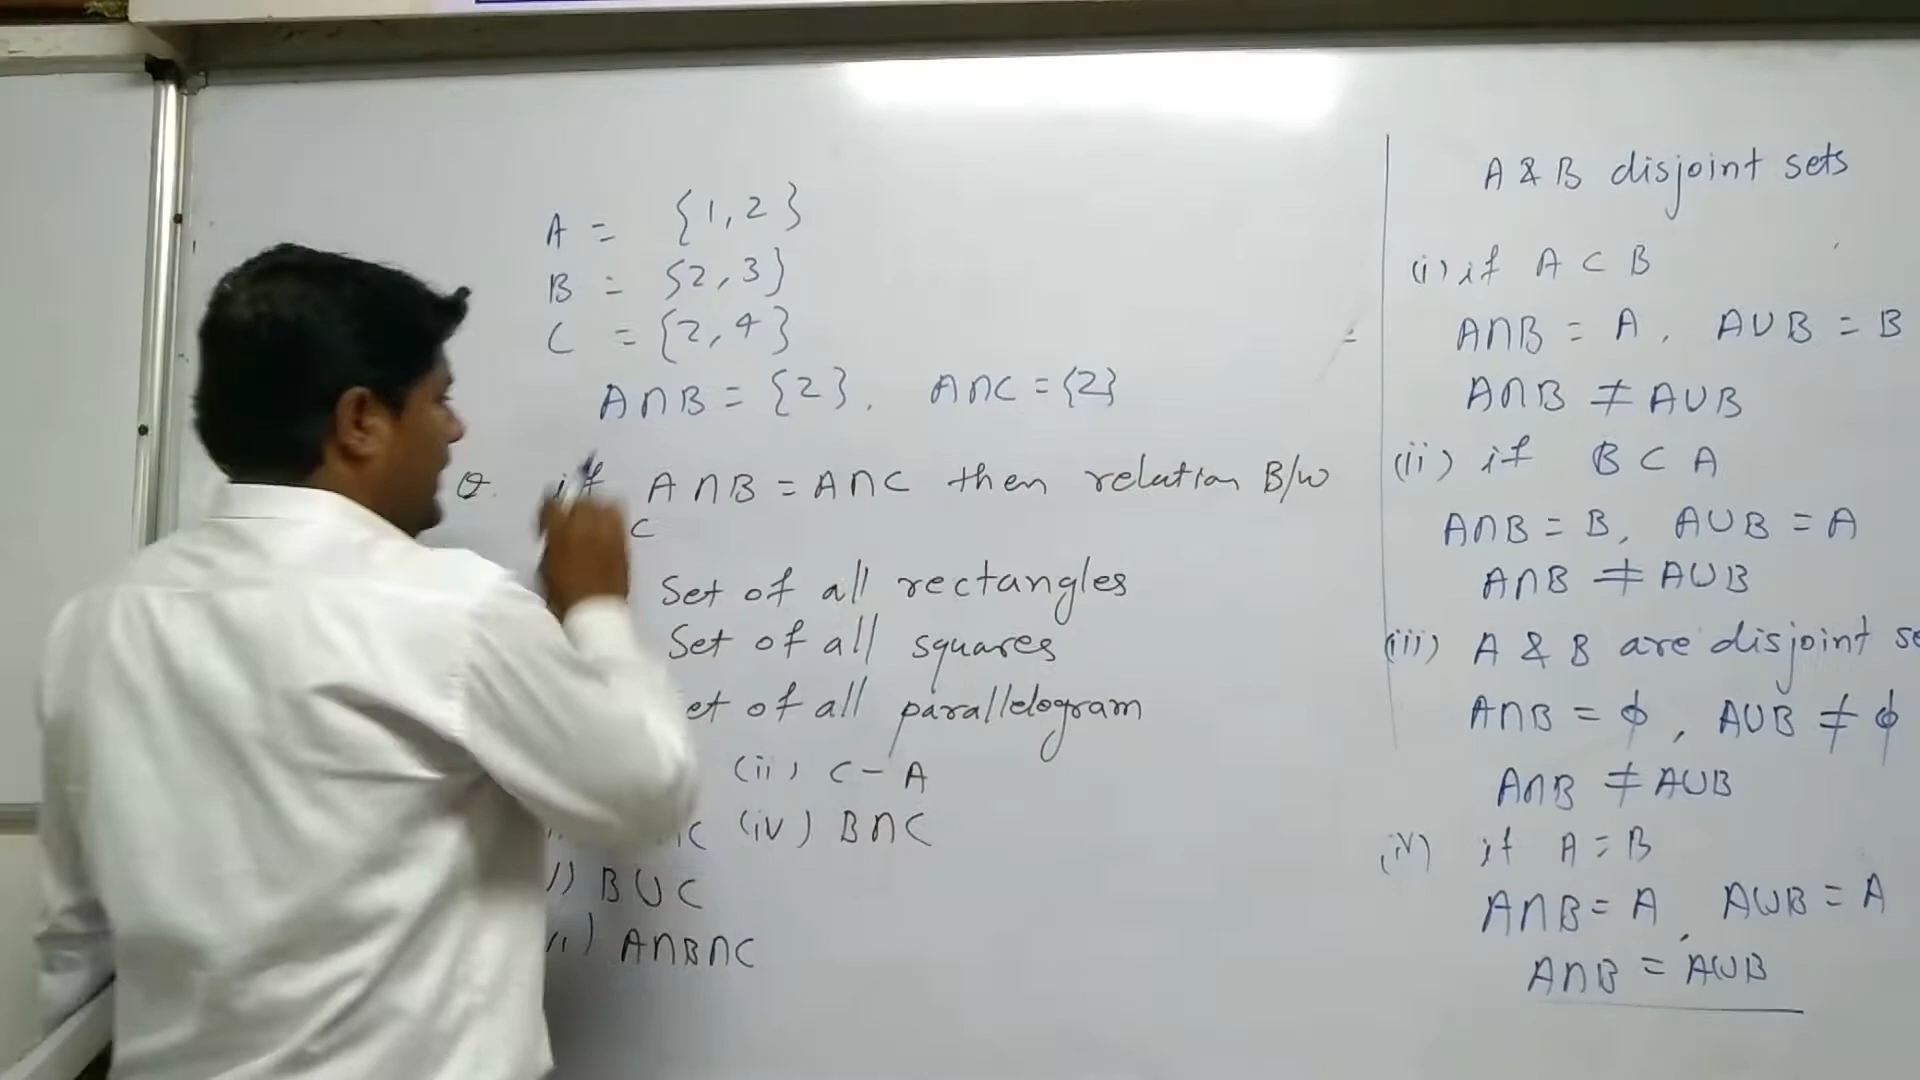 A = {1,2}
B = {2,3}
C = {2,4}
A∩B = {2}, A∩C = {2}
Q. if A∩B = A∩C then relation B/w
C
Set of all rectangles
Set of all squares
et of all parallelogram
(ii) C - A
C (iv) B∩C
) B∪C
) A∩B∩C
A & B disjoint sets
(i) if A ⊂ B
A∩B = A, A∪B = B
A∩B ≠ A∪B
(ii) if B ⊂ A
A∩B = B, A∪B = A
A∩B ≠ A∪B
(iii) A & B are disjoint se
A∩B = ϕ, A∪B ≠ ϕ
A∩B ≠ A∪B
(iv) if A = B
A∩B = A, A∪B = A
A∩B = A∪B